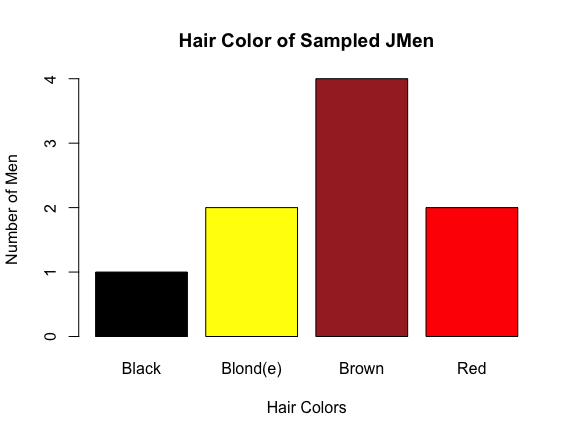 Hair Color of Sampled JMen
Number of Men
4
3
2
1
0
Black Blond(e) Brown Red
Hair Colors